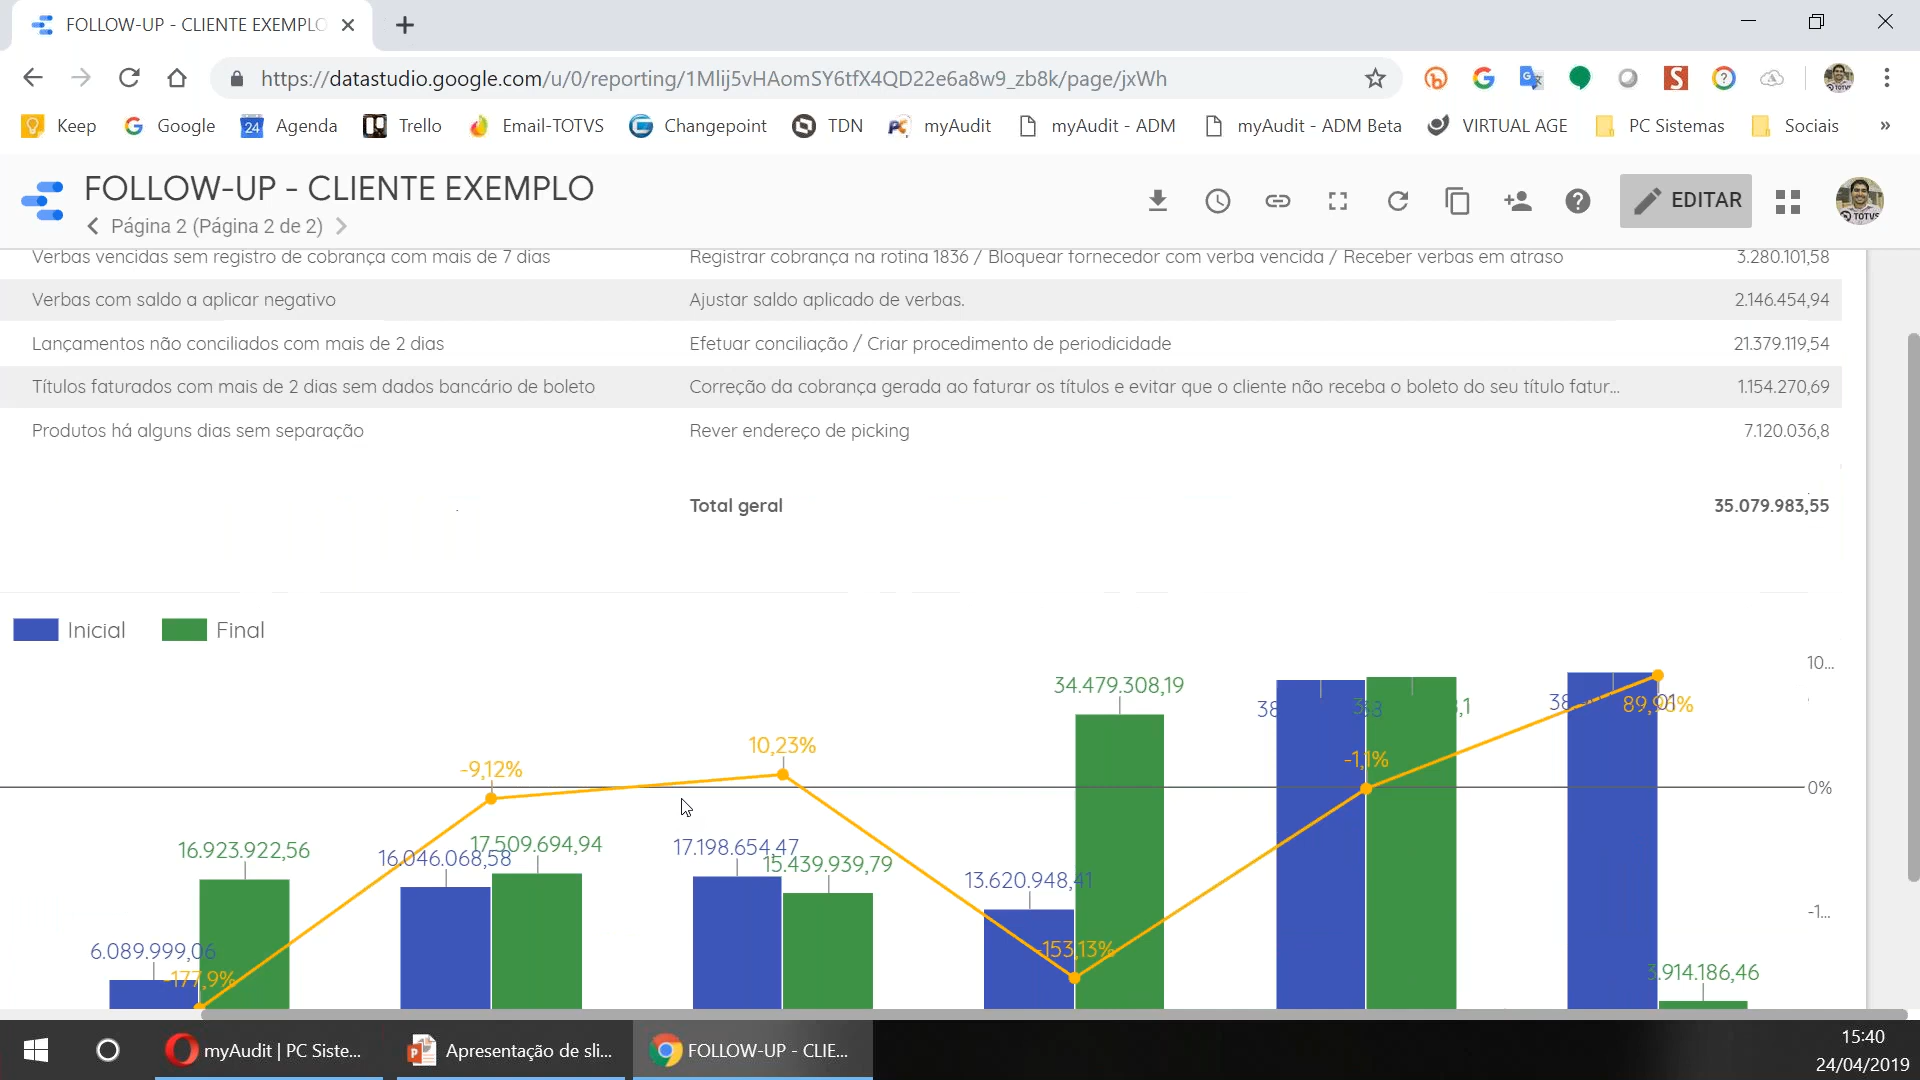 FOLLOW-UP - CLIENTE EXEMPLO
https://datastudio.google.com/u/0/reporting/1Mlij5vHAomSY6tfX4QD22e6a8w9_zb8k/page/jxWh
Keep Google Agenda Trello Email-TOTVS Changepoint TDN myAudit myAudit - ADM myAudit - ADM Beta VIRTUAL AGE PC Sistemas Sociais »
FOLLOW-UP - CLIENTE EXEMPLO
Página 2 (Página 2 de 2)
EDITAR
Verbas vencidas sem registro de cobrança com mais de 7 dias Registrar cobrança na rotina 1836 / Bloquear fornecedor com verba vencida / Receber verbas em atraso 3.280.101,58
Verbas com saldo a aplicar negativo Ajustar saldo aplicado de verbas. 2.146.454,94
Lançamentos não conciliados com mais de 2 dias Efetuar conciliação / Criar procedimento de periodicidade 21.379.119,54
Títulos faturados com mais de 2 dias sem dados bancário de boleto Correção da cobrança gerada ao faturar os títulos e evitar que o cliente não receba o boleto do seu título fatur... 1.154.270,69
Produtos há alguns dias sem separação Rever endereço de picking 7.120.036,8
Total geral 35.079.983,55
Inicial Final
10...
34.479.308,19
89,96%
10,23%
-1,1%
-9,12%
0%
16.923.922,56
16.046.068,58
17.509.694,94
17.198.654,47
15.439.939,79
13.620.948,41
-1...
6.089.999,06
-177,9%
-153,13%
3.914.186,46
myAudit | PC Siste... Apresentação de sli... FOLLOW-UP - CLIE...
15:40
24/04/2019